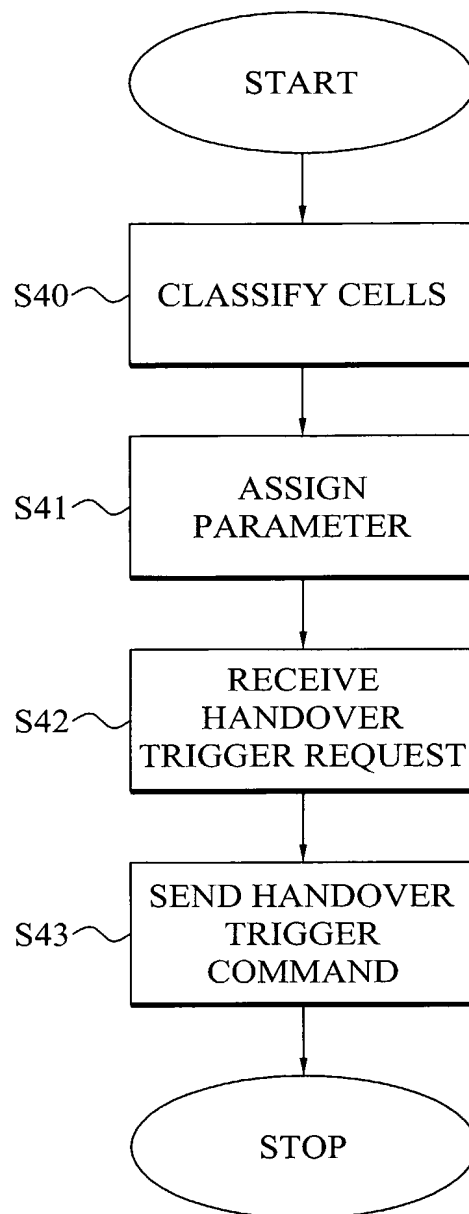 START
S40
CLASSIFY CELLS
S41
ASSIGN
PARAMETER
S42
RECEIVE
HANDOVER
TRIGGER REQUEST
S43
SEND HANDOVER
TRIGGER
COMMAND
STOP